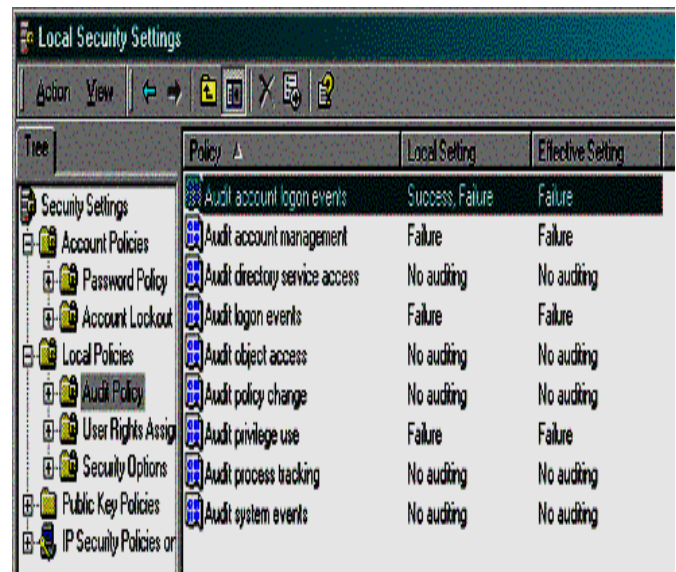 Local Security Settings
Action View
Tree
Policy Local Setting Effective Setting
Security Settings
Account Policies
Password Policy
Account Lockout
Local Policies
Audit Policy
User Rights Assig
Security Options
Public Key Policies
IP Security Policies or
Audit account logon events Success, Failure Failure
Audit account management Failure Failure
Audit directory service access No auditing No auditing
Audit logon events Failure Failure
Audit object access No auditing No auditing
Audit policy change No auditing No auditing
Audit privilege use Failure Failure
Audit process tracking No auditing No auditing
Audit system events No auditing No auditing